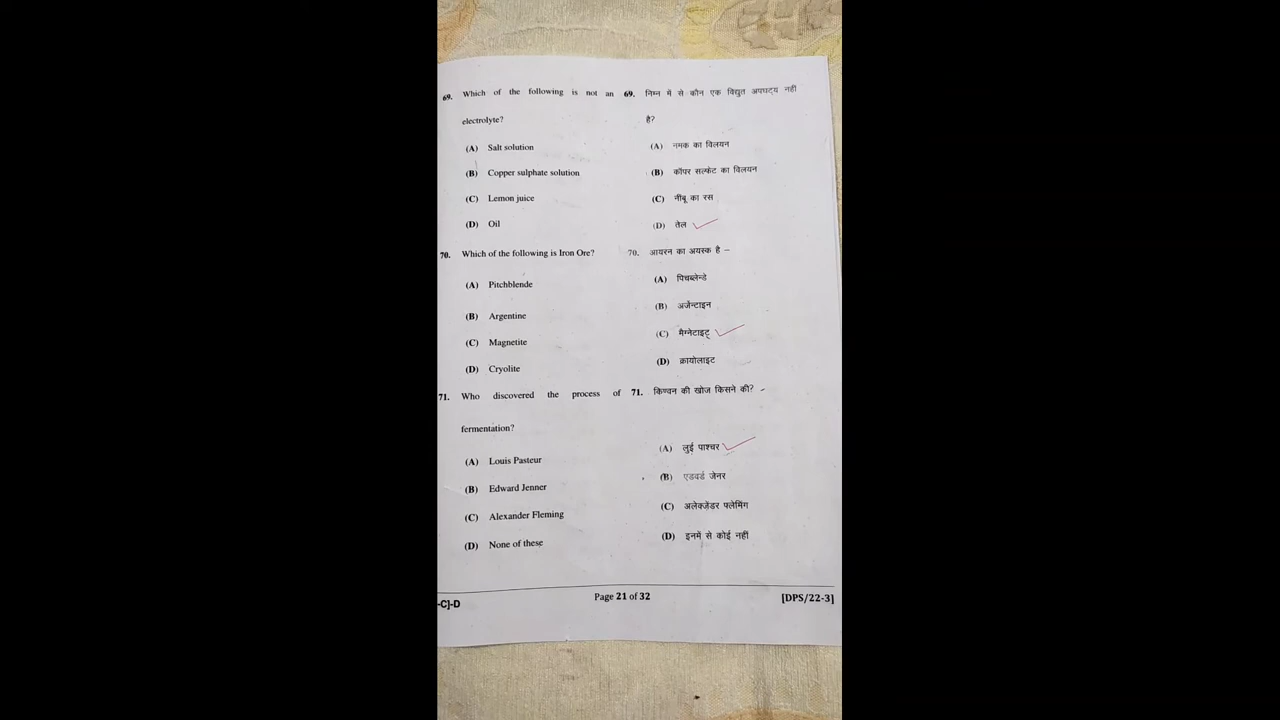 69. Which of the following is not an
electrolyte?
(A) Salt solution
(B) Copper sulphate solution
(C) Lemon juice
(D) Oil
70. Which of the following is Iron Ore?
(A) Pitchblende
(B) Argentine
(C) Magnetite
(D) Cryolite
71. Who discovered the process of
fermentation?
(A) Louis Pasteur
(B) Edward Jenner
(C) Alexander Fleming
(D) None of these
69. निम्न में से कौन एक विद्युत अपघट्य नहीं
है?
(A) नमक का विलयन
(B) कॉपर सल्फेट का विलयन
(C) नींबू का रस
(D) तेल
70. आयरन का अयस्क है –
(A) पिचब्लेन्डे
(B) अर्जेन्टाइन
(C) मैग्नेटाइट्
(D) क्रायोलाइट
71. किण्वन की खोज किसने की?
(A) लुई पाश्चर
(B) एडवर्ड जेनर
(C) अलेक्ज़ेंडर फ्लेमिंग
(D) इनमें से कोई नहीं
-C]-D
Page 21 of 32
[DPS/22-3]